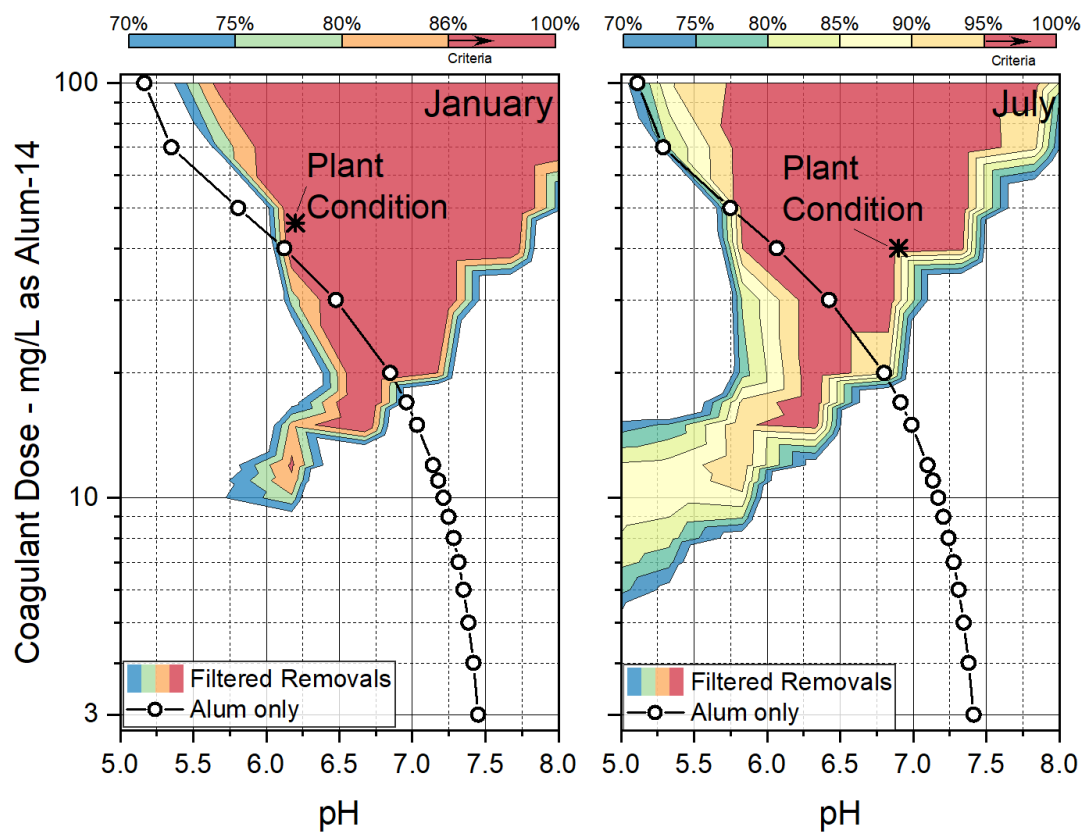 70% 75% 80% 86% 100%
Criteria
70% 75% 80% 85% 90% 95% 100%
Criteria
Coagulant Dose - mg/L as Alum-14
100
10
3
January
Plant
Condition
Filtered Removals
Alum only
5.0 5.5 6.0 6.5 7.0 7.5 8.0
pH
July
Plant
Condition
Filtered Removals
Alum only
5.0 5.5 6.0 6.5 7.0 7.5 8.0
pH